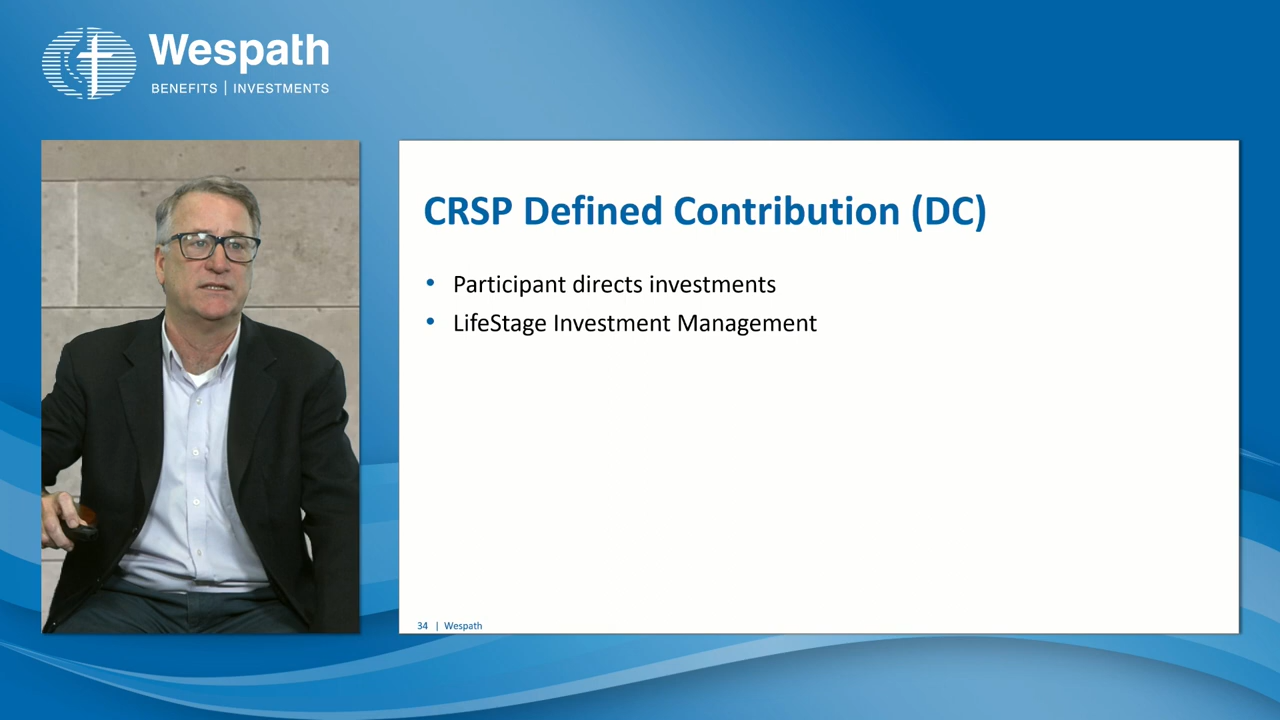 Wespath
BENEFITS | INVESTMENTS
CRSP Defined Contribution (DC)
• Participant directs investments
• LifeStage Investment Management
34 | Wespath